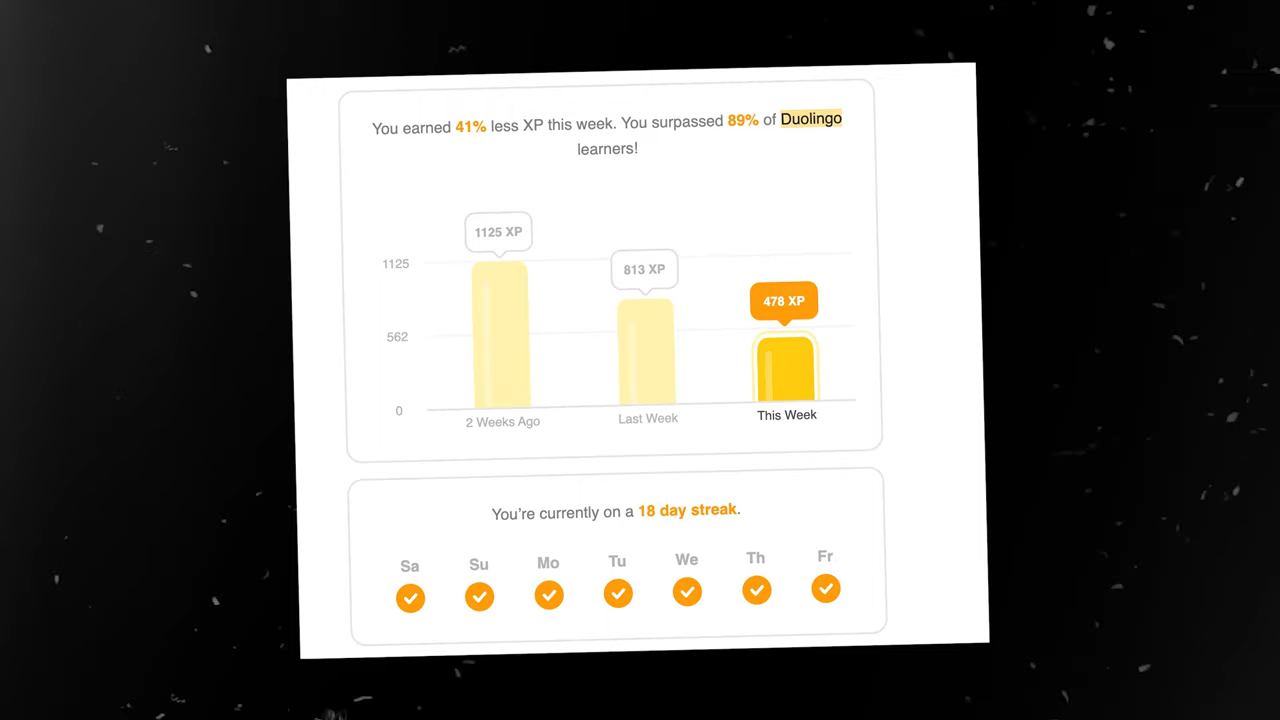 You earned 41% less XP this week. You surpassed 89% of Duolingo
learners!
1125 XP
813 XP
478 XP
1125
562
0
2 Weeks Ago
Last Week
This Week
You're currently on a 18 day streak.
Sa
Su
Mo
Tu
We
Th
Fr